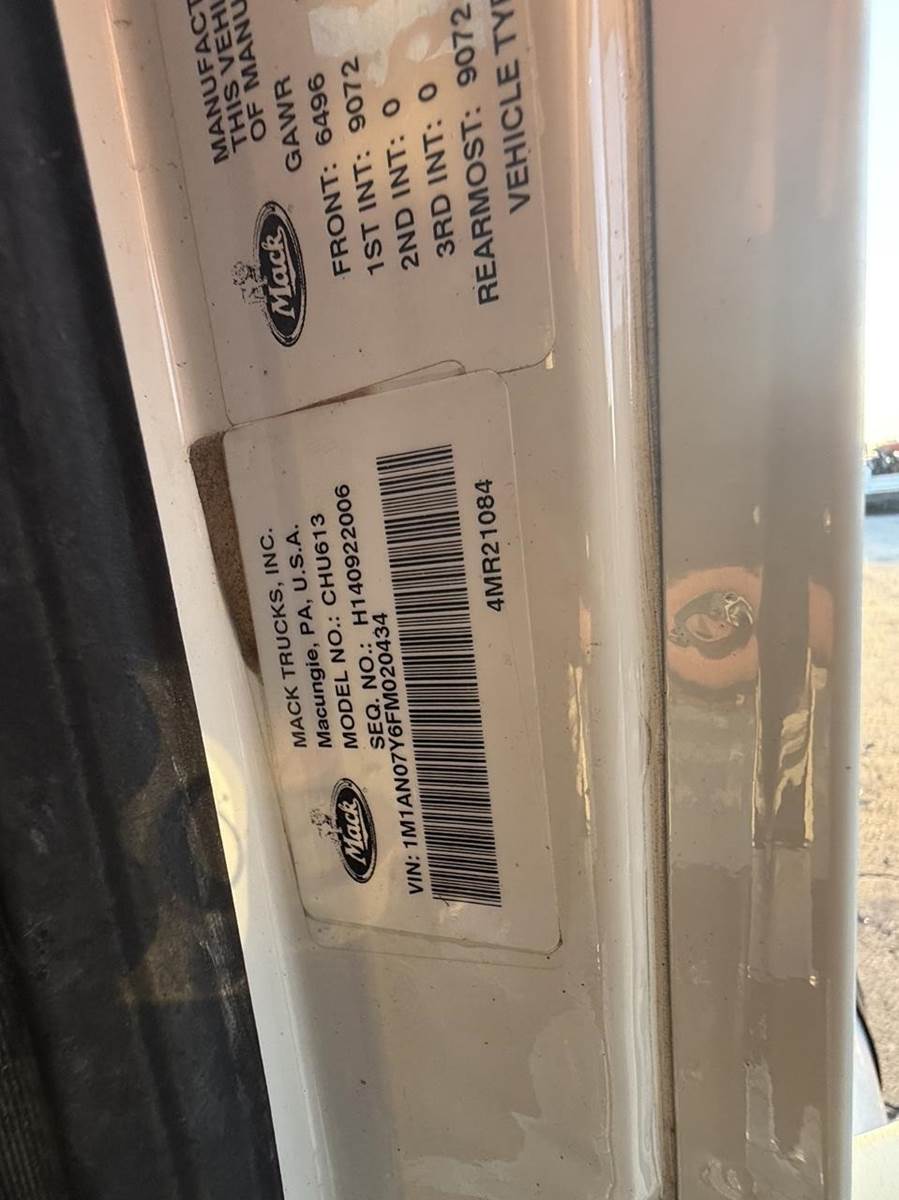 MANUFACT
THIS VEHI
OF MANU
GAWR
Mack
FRONT: 6496
1ST INT: 9072
2ND INT: 0
3RD INT: 0
REARMOST: 9072
VEHICLE TYP
MACK TRUCKS, INC.
Macungie, PA, U.S.A.
MODEL NO.: CHU613
SEQ. NO.: H140922006
Mack
VIN: 1M1AN07Y6FM020434
4MR21084